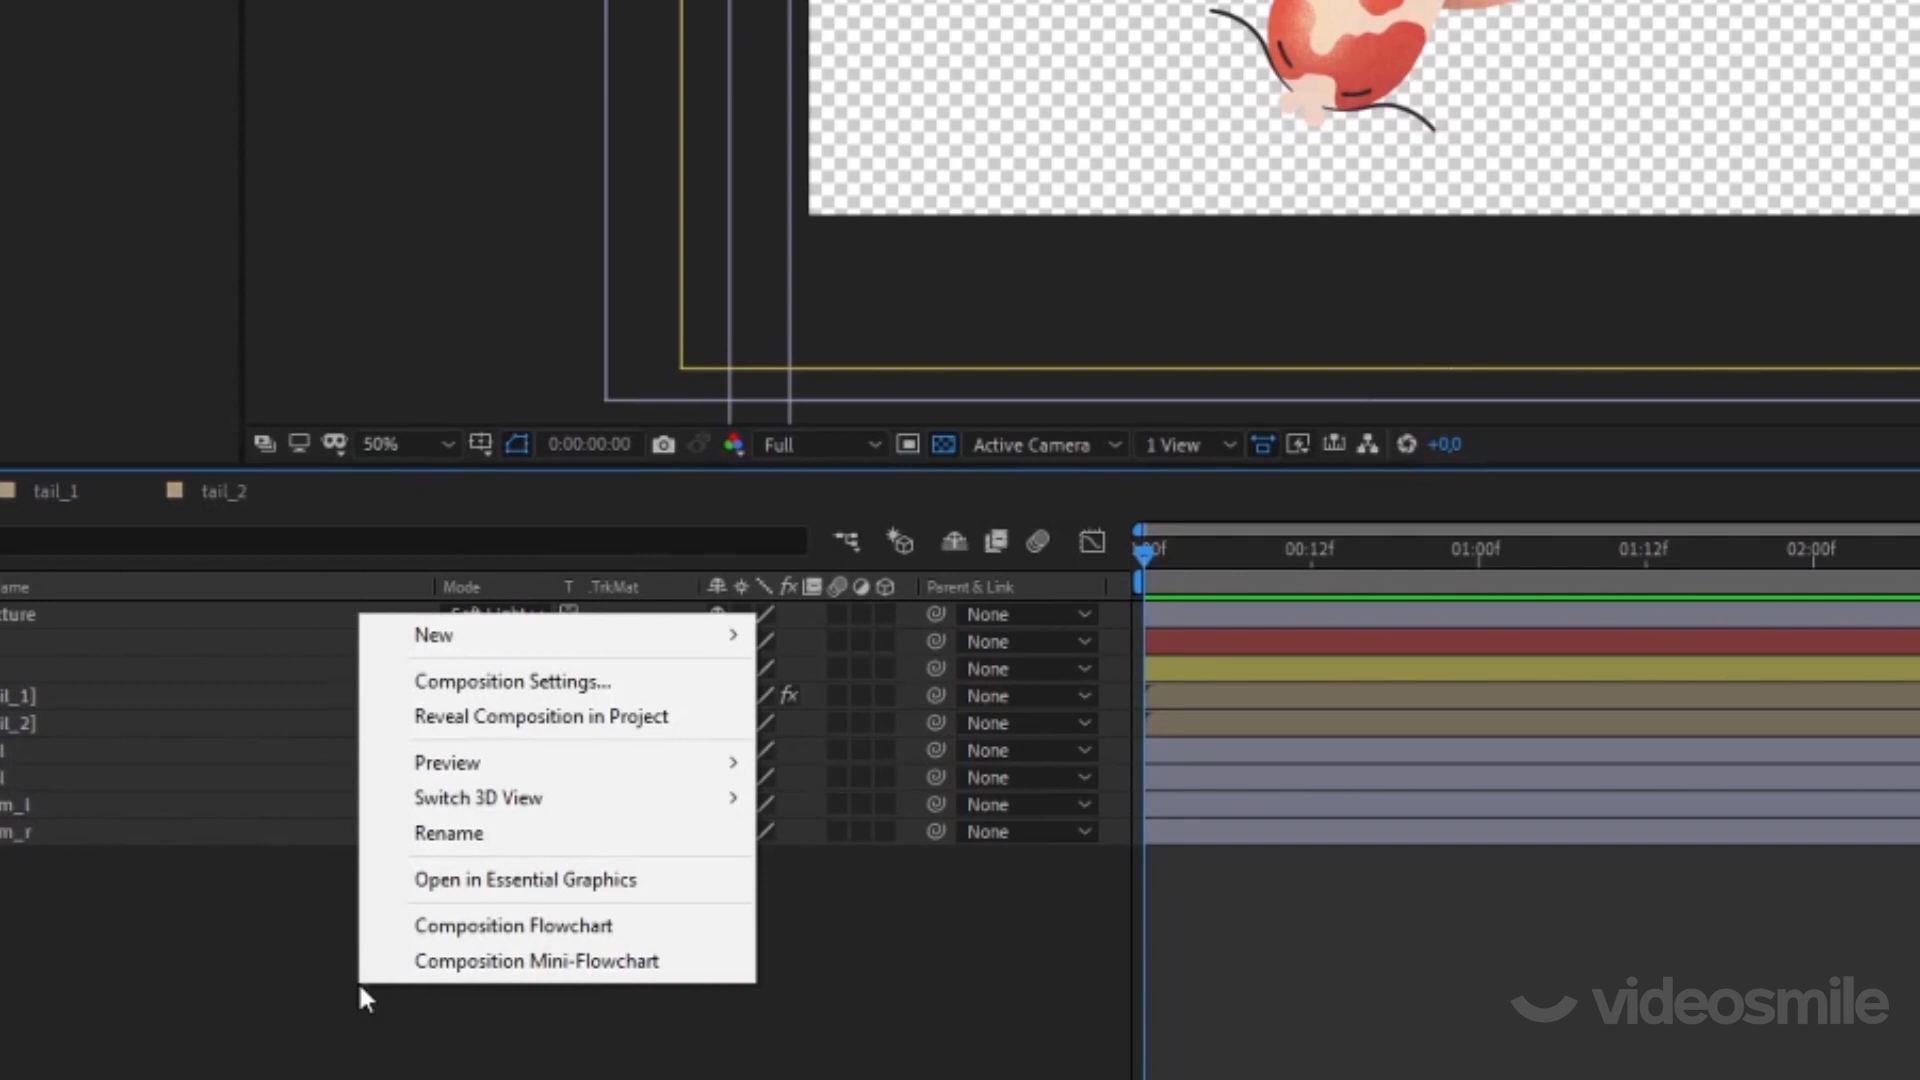 50%
0:00:00:00
Full
Active Camera
1 View
+0,0
tail_1
tail_2
00:12f
01:00f
01:12f
02:00f
ame
Mode
T
.TrkMat
fx
Parent & Link
ture
None
None
None
il_1]
fx
None
il_2]
None
l
None
l
None
m_l
None
m_r
None
New
Composition Settings...
Reveal Composition in Project
Preview
Switch 3D View
Rename
Open in Essential Graphics
Composition Flowchart
Composition Mini-Flowchart
videosmile